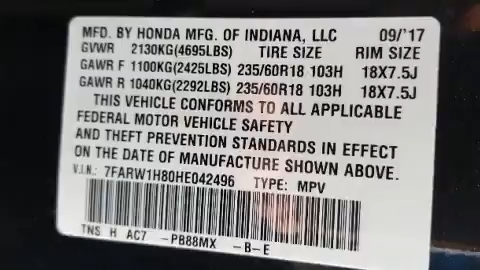 MFD. BY HONDA MFG. OF INDIANA, LLC 09/'17
GVWR 2130KG(4695LBS) TIRE SIZE RIM SIZE
GAWR F 1100KG(2425LBS) 235/60R18 103H 18X7.5J
GAWR R 1040KG(2292LBS) 235/60R18 103H 18X7.5J
THIS VEHICLE CONFORMS TO ALL APPLICABLE
FEDERAL MOTOR VEHICLE SAFETY
AND THEFT PREVENTION STANDARDS IN EFFECT
ON THE DATE OF MANUFACTURE SHOWN ABOVE.
V.I.N.: 7FARW1H80HE042496 TYPE: MPV
TNS H AC7 -PB88MX -B-E